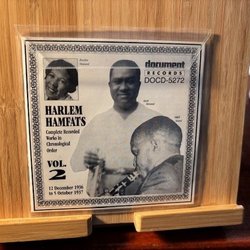 document
RECORDS
DOCD-5272
HARLEM
HAMFATS
Complete Recorded
Works in
Chronological
Order
VOL.
2
12 December 1936
to 5 October 1937